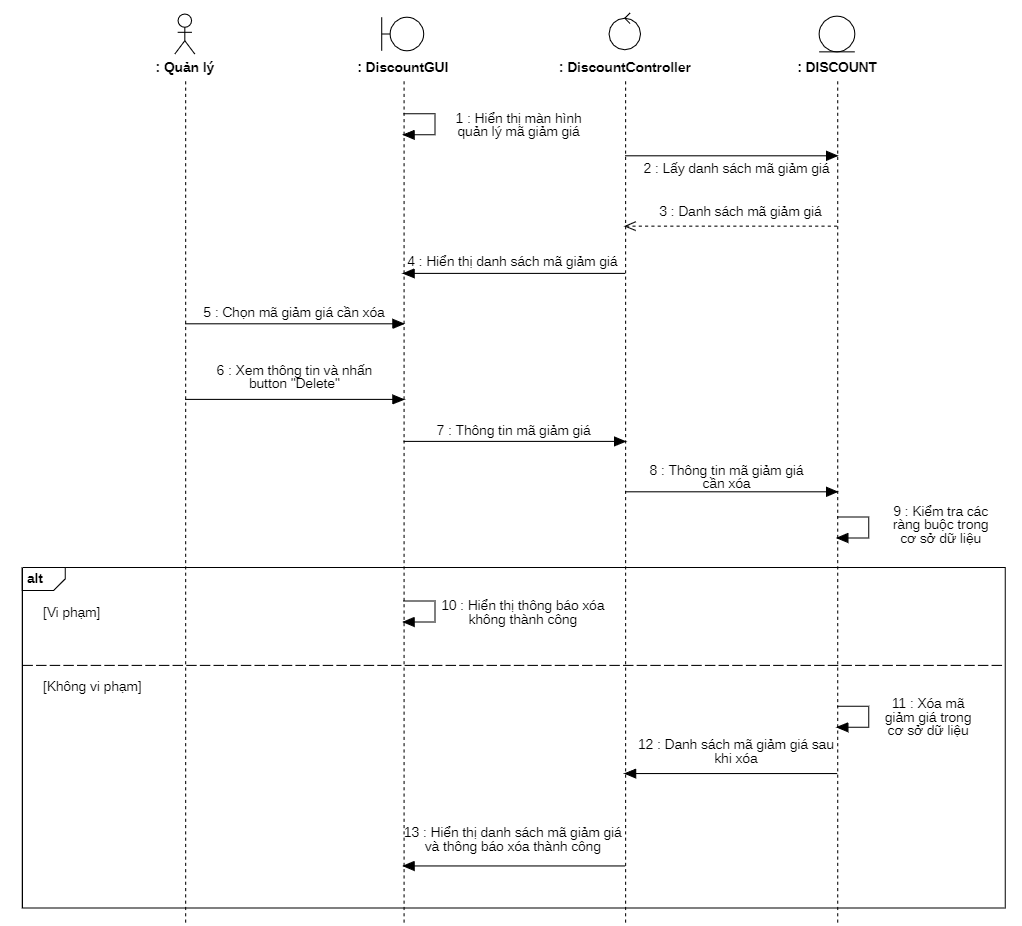 : Quản lý
: DiscountGUI
: DiscountController
: DISCOUNT
1 : Hiển thị màn hình
quản lý mã giảm giá
2 : Lấy danh sách mã giảm giá
3 : Danh sách mã giảm giá
4 : Hiển thị danh sách mã giảm giá
5 : Chọn mã giảm giá cần xóa
6 : Xem thông tin và nhấn
button "Delete"
7 : Thông tin mã giảm giá
8 : Thông tin mã giảm giá
cần xóa
9 : Kiểm tra các
ràng buộc trong
cơ sở dữ liệu
alt
[Vi phạm]
10 : Hiển thị thông báo xóa
không thành công
[Không vi phạm]
11 : Xóa mã
giảm giá trong
cơ sở dữ liệu
12 : Danh sách mã giảm giá sau
khi xóa
13 : Hiển thị danh sách mã giảm giá
và thông báo xóa thành công